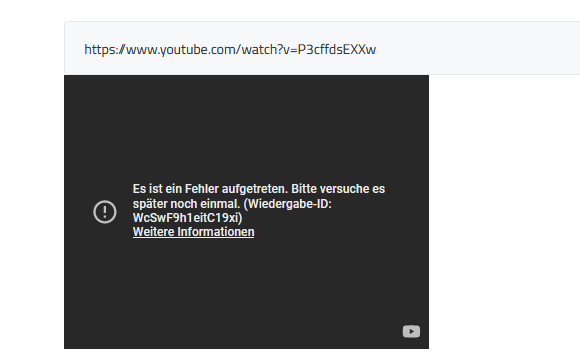 https://www.youtube.com/watch?v=P3cffdsEXXw
Es ist ein Fehler aufgetreten. Bitte versuche es
später noch einmal. (Wiedergabe-ID:
WcSwF9h1eitC19xi)
Weitere Informationen